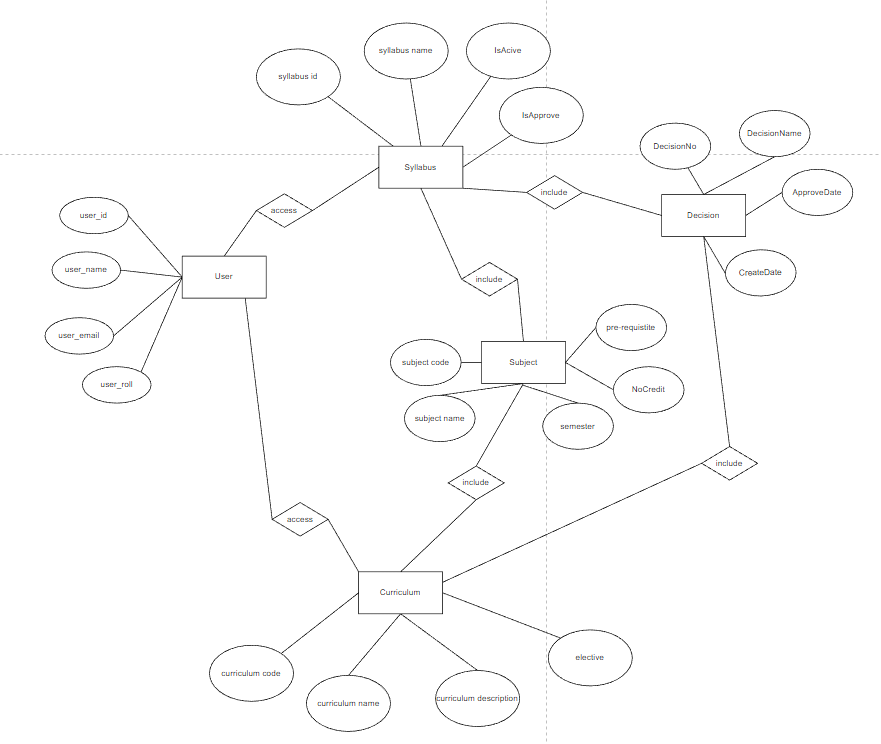 syllabus name
IsAcive
syllabus id
IsApprove
DecisionName
DecisionNo
Syllabus
include
ApproveDate
access
user_id
Decision
user_name
User
CreateDate
include
pre-requistite
user_email
subject code
Subject
user_roll
NoCredit
subject name
semester
include
include
access
Curriculum
elective
curriculum code
curriculum description
curriculum name